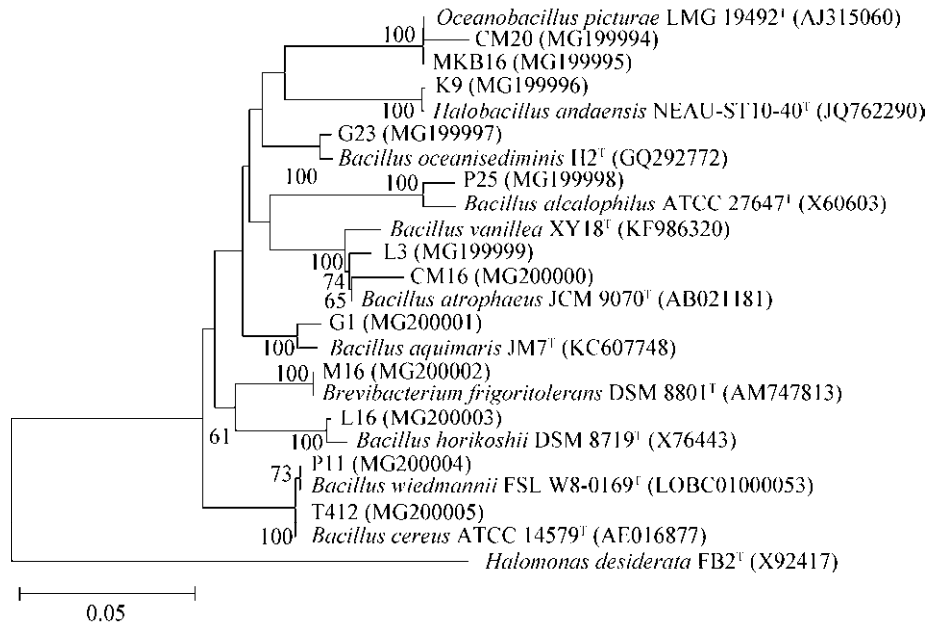 Oceanobacillus picturae LMG 19492ᵀ (AJ315060)
100
CM20 (MG199994)
MKB16 (MG199995)
K9 (MG199996)
100
Halobacillus andaensis NEAU-ST10-40ᵀ (JQ762290)
G23 (MG199997)
Bacillus oceanisediminis H2ᵀ (GQ292772)
100
100
P25 (MG199998)
Bacillus alcalophilus ATCC 27647ᵀ (X60603)
Bacillus vanillea XY18ᵀ (KF986320)
L3 (MG199999)
100
74
CM16 (MG200000)
65
Bacillus atrophaeus JCM 9070ᵀ (AB021181)
G1 (MG200001)
100
Bacillus aquimaris JM7ᵀ (KC607748)
100
M16 (MG200002)
Brevibacterium frigoritolerans DSM 8801ᵀ (AM747813)
L16 (MG200003)
61
100
Bacillus horikoshii DSM 8719ᵀ (X76443)
73
P11 (MG200004)
Bacillus wiedmannii FSL W8-0169ᵀ (LOBC01000053)
T412 (MG200005)
100
Bacillus cereus ATCC 14579ᵀ (AE016877)
Halomonas desiderata FB2ᵀ (X92417)
0.05